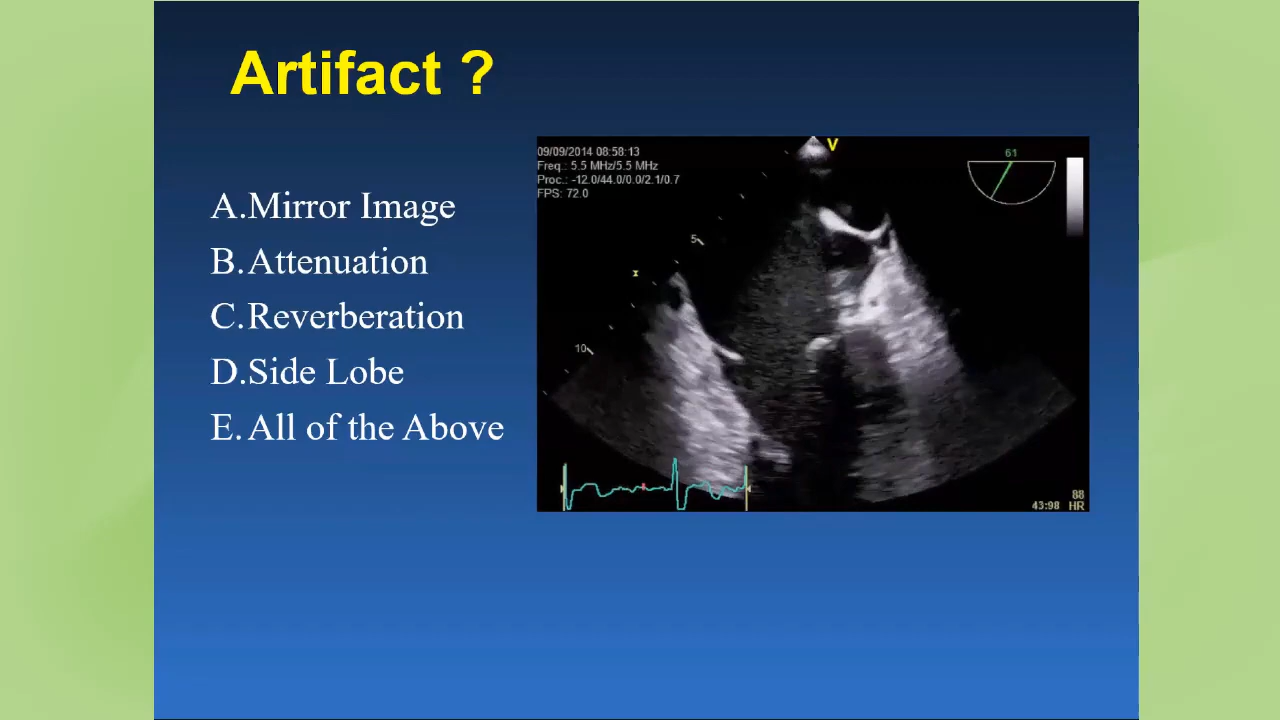 Artifact ?
A.Mirror Image
B.Attenuation
C.Reverberation
D.Side Lobe
E.All of the Above
09/09/2014 08:58:13
Freq.: 5.5 MHz/5.5 MHz
Proc.: -12.0/44.0/0.0/2.1/0.7
FPS: 72.0
V
61
5
10
88
43:98 HR